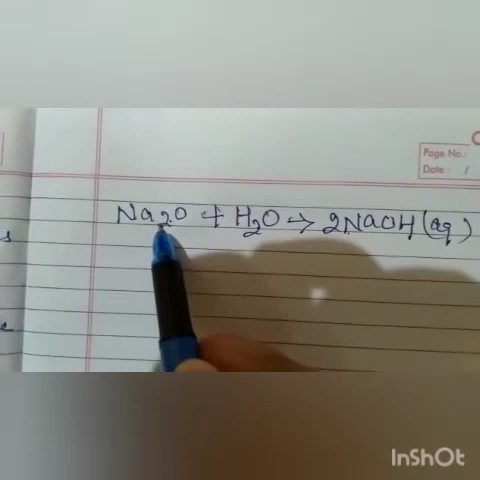 Page No.:
Date: /
Na2O + H2O → 2NaOH(aq)
s
InShOt